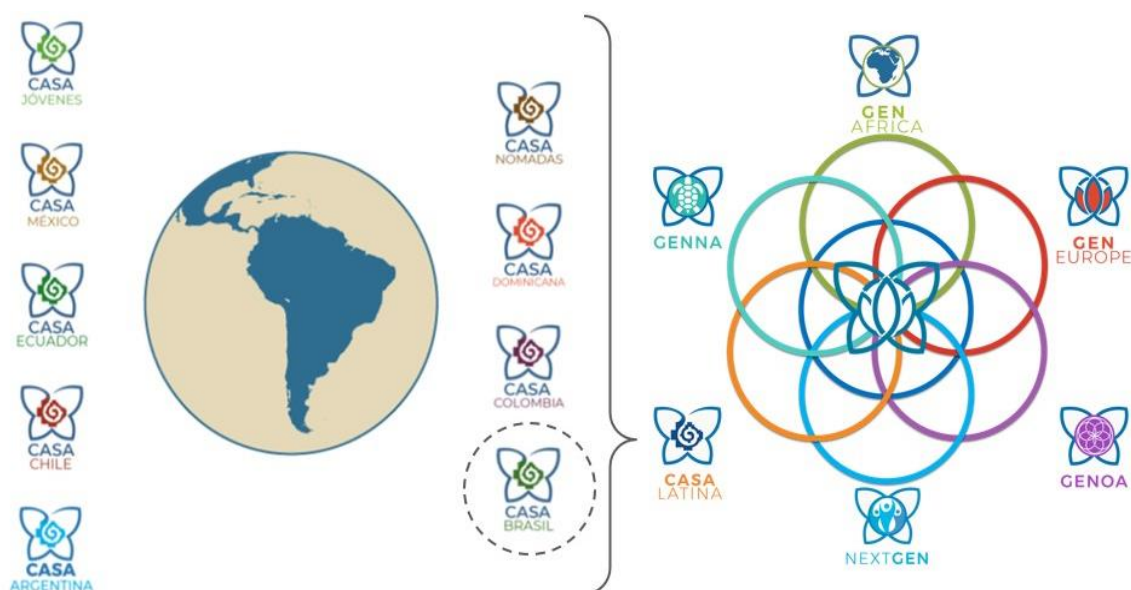 CASA
JÓVENES
CASA
MÉXICO
CASA
ECUADOR
CASA
CHILE
CASA
ARGENTINA
CASA
NOMADAS
CASA
DOMINICANA
CASA
COLOMBIA
CASA
BRASIL
GEN
AFRICA
GENNA
GEN
EUROPE
CASA
LATINA
GENOA
NEXTGEN